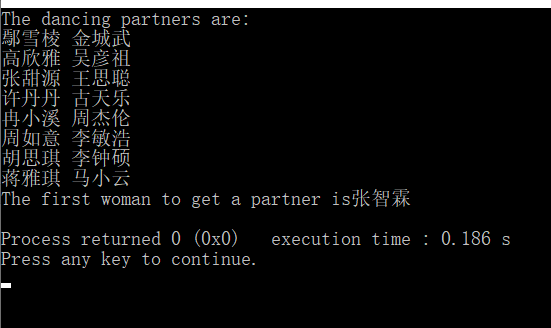 The dancing partners are:
鄢雪棱 金城武
高欣雅 吴彦祖
张甜源 王思聪
许丹丹 古天乐
冉小溪 周杰伦
周如意 李敏浩
胡思琪 李钟硕
蒋雅琪 马小云
The first woman to get a partner is张智霖
Process returned 0 (0x0)   execution time : 0.186 s
Press any key to continue.